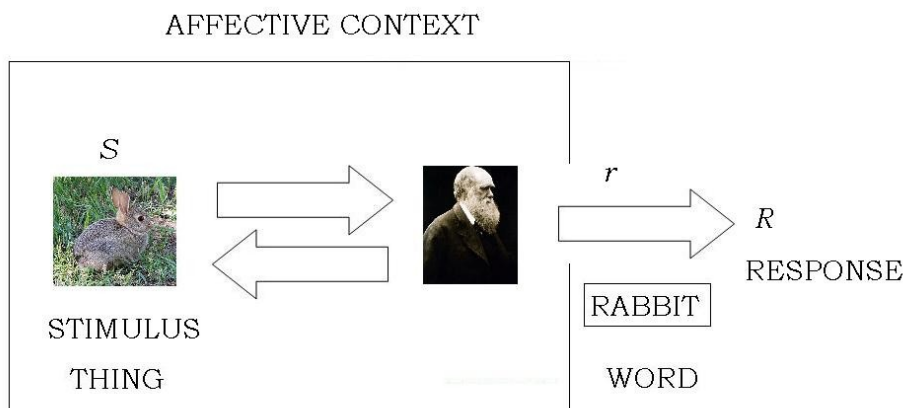 AFFECTIVE CONTEXT
S
r
R
RESPONSE
RABBIT
STIMULUS
THING
WORD